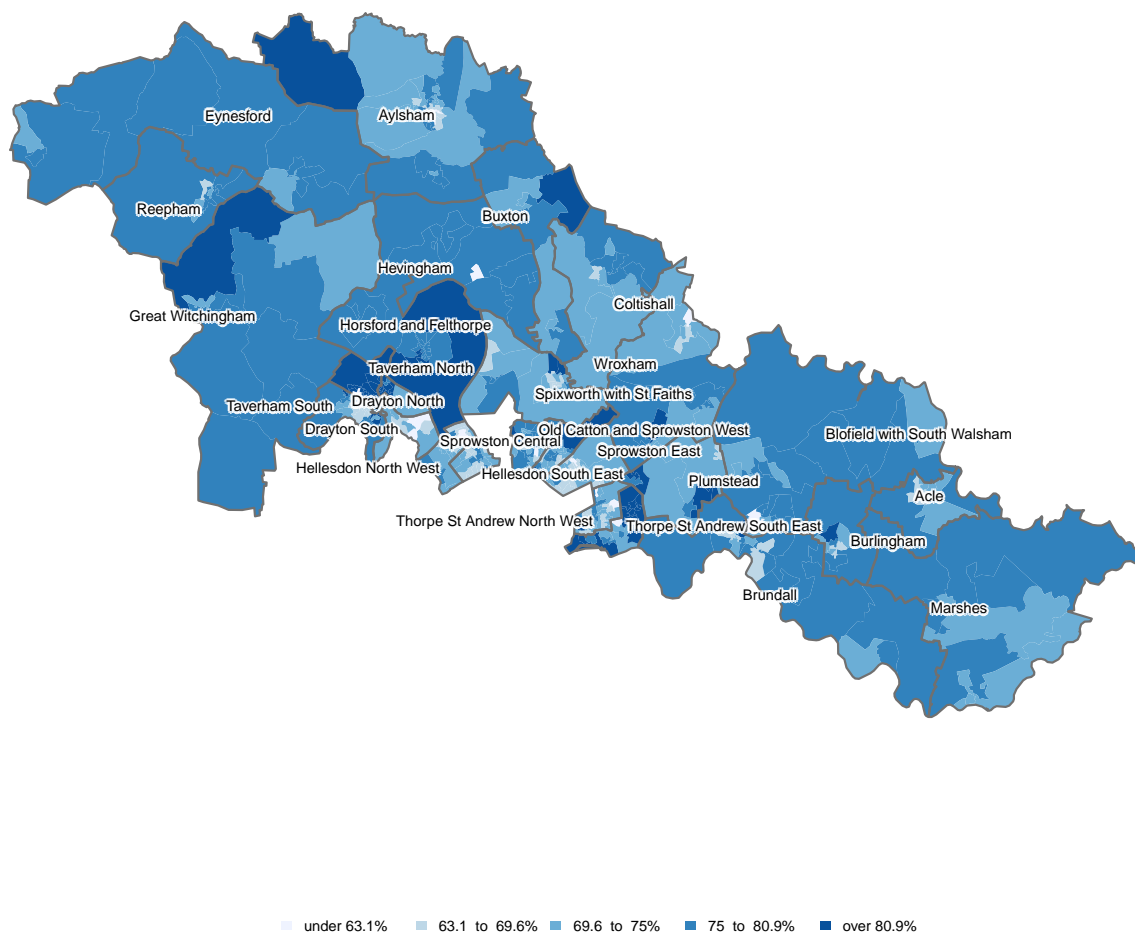 Eynesford
Aylsham
Reepham
Buxton
Hevingham
Coltishall
Great Witchingham
Horsford and Felthorpe
Wroxham
Taverham North
Spixworth with St Faiths
Drayton North
Taverham South
Drayton South
Old Catton and Sprowston West
Blofield with South Walsham
Sprowston Central
Sprowston East
Hellesdon North West
Hellesdon South East
Plumstead
Acle
Thorpe St Andrew North West
Thorpe St Andrew South East
Burlingham
Brundall
Marshes
under 63.1% 63.1 to 69.6% 69.6 to 75% 75 to 80.9% over 80.9%